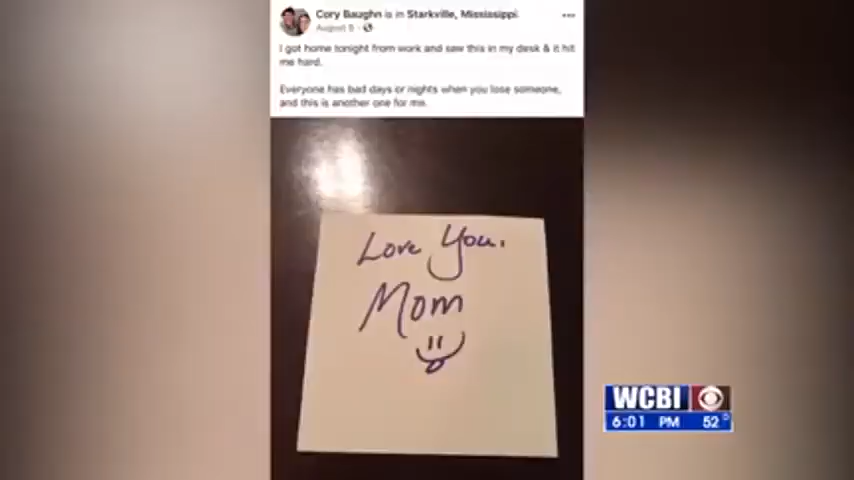 Cory Baughn is in Starkville, Mississippi.
August 5
I got home tonight from work and saw this in my desk & it hit
me hard.
Everyone has bad days or nights when you lose someone,
and this is another one for me.
Love You,
Mom
WCBI
6:01 PM 52°